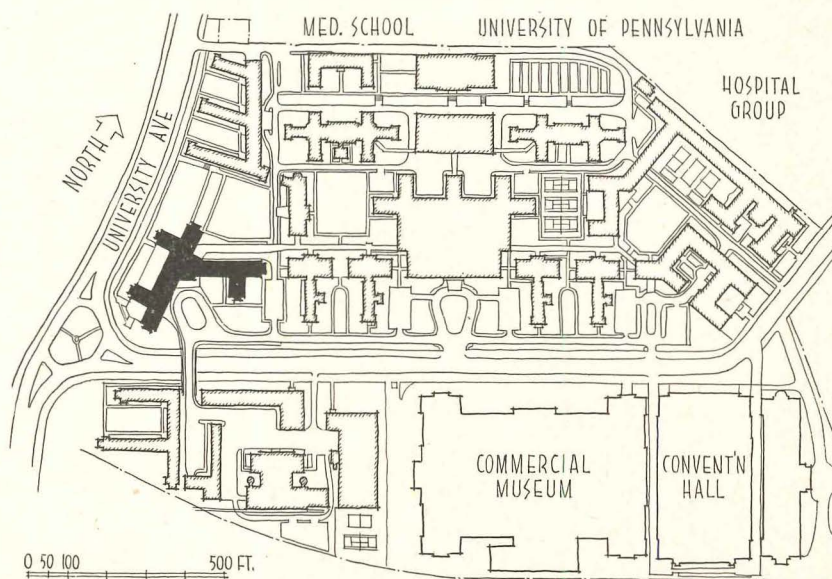 MED. SCHOOL
UNIVERSITY OF PENNSYLVANIA
HOSPITAL
GROUP
NORTH
UNIVERSITY AVE
COMMERCIAL
MUSEUM
CONVENT'N
HALL
0 50 100 500 FT.